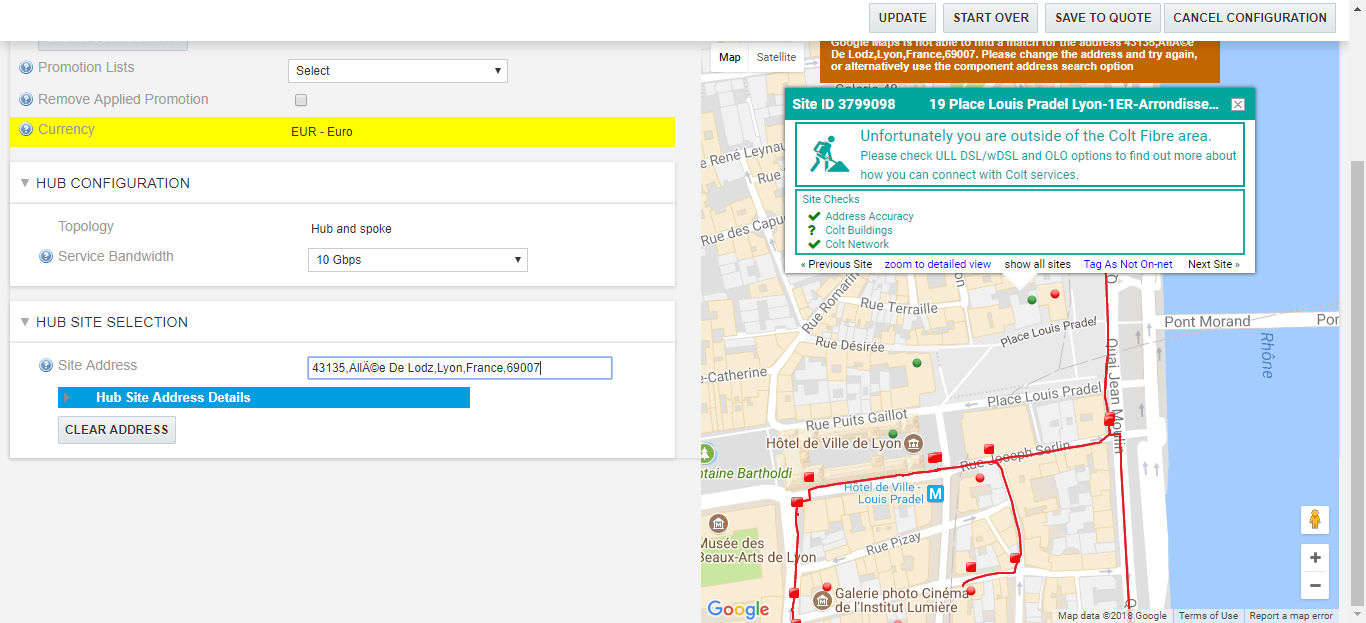 UPDATE
START OVER
SAVE TO QUOTE
CANCEL CONFIGURATION
Promotion Lists
Select
Remove Applied Promotion
Currency
EUR - Euro
HUB CONFIGURATION
Topology
Hub and spoke
Service Bandwidth
10 Gbps
HUB SITE SELECTION
Site Address
43135,AllÃ©e De Lodz,Lyon,France,69007
Hub Site Address Details
CLEAR ADDRESS
Map
Satellite
Google Maps is not able to find a match for the address 43135,AllÃ©e
De Lodz,Lyon,France,69007. Please change the address and try again,
or alternatively use the component address search option
Site ID 3799098
19 Place Louis Pradel Lyon-1ER-Arrondisse...
Unfortunately you are outside of the Colt Fibre area.
Please check ULL DSL/wDSL and OLO options to find out more about
how you can connect with Colt services.
Site Checks
Address Accuracy
? Colt Buildings
Colt Network
« Previous Site
zoom to detailed view
show all sites
Tag As Not On-net
Next Site »
e René Leynau
Rue
Rue des Capu
Rue Romarin
Rue Terraille
Place Louis Pradel
Pont Morand
Rhône
Rue Désirée
e-Catherine
Place Louis Pradel
Quai Jean Moulin
Rue Puits Gaillot
Hôtel de Ville de Lyon
Rue Joseph Serlin
ntaine Bartholdi
Hôtel de Ville -
Louis Pradel
M
Musée des
Beaux-Arts de Lyon
Rue Pizay
Galerie photo Cinéma
de l'Institut Lumière
+
−
Google
Map data ©2018 Google
Terms of Use
Report a map error